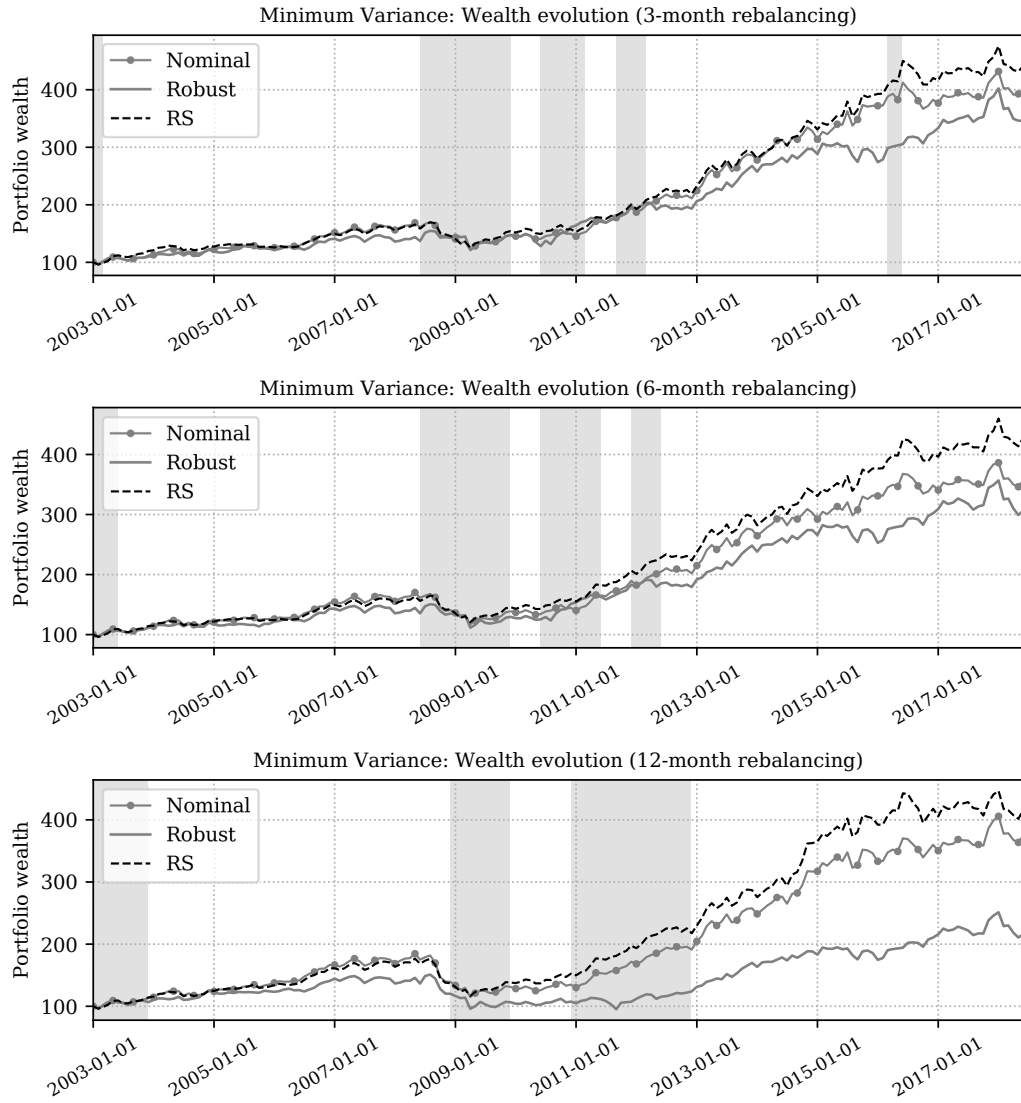 Minimum Variance: Wealth evolution (3-month rebalancing)
Nominal
Robust
RS
Portfolio wealth
400
300
200
100
2003-01-01
2005-01-01
2007-01-01
2009-01-01
2011-01-01
2013-01-01
2015-01-01
2017-01-01
Minimum Variance: Wealth evolution (6-month rebalancing)
Nominal
Robust
RS
Portfolio wealth
400
300
200
100
2003-01-01
2005-01-01
2007-01-01
2009-01-01
2011-01-01
2013-01-01
2015-01-01
2017-01-01
Minimum Variance: Wealth evolution (12-month rebalancing)
Nominal
Robust
RS
Portfolio wealth
400
300
200
100
2003-01-01
2005-01-01
2007-01-01
2009-01-01
2011-01-01
2013-01-01
2015-01-01
2017-01-01